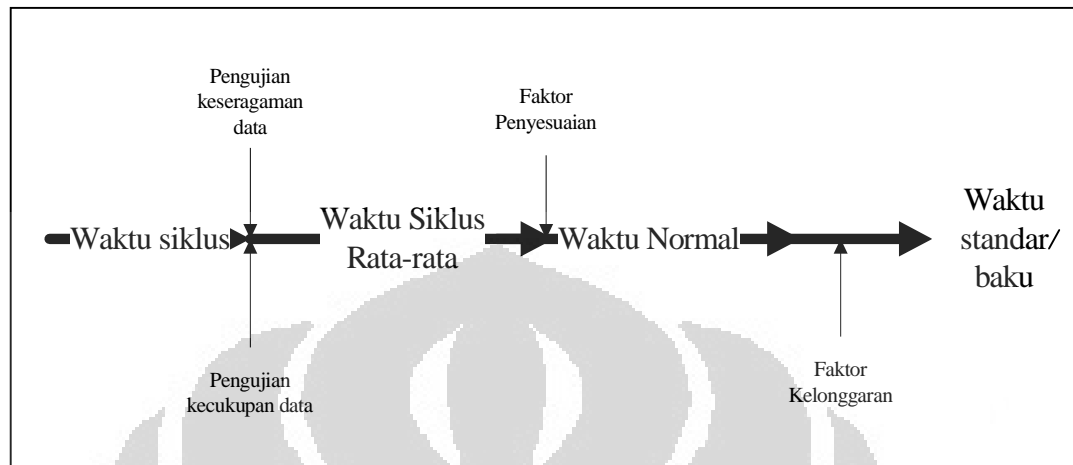 Pengujian
keseragaman
data
Faktor
Penyesuaian
Waktu siklus
Waktu Siklus
Rata-rata
Waktu Normal
Waktu
standar/
baku
Pengujian
kecukupan data
Faktor
Kelonggaran